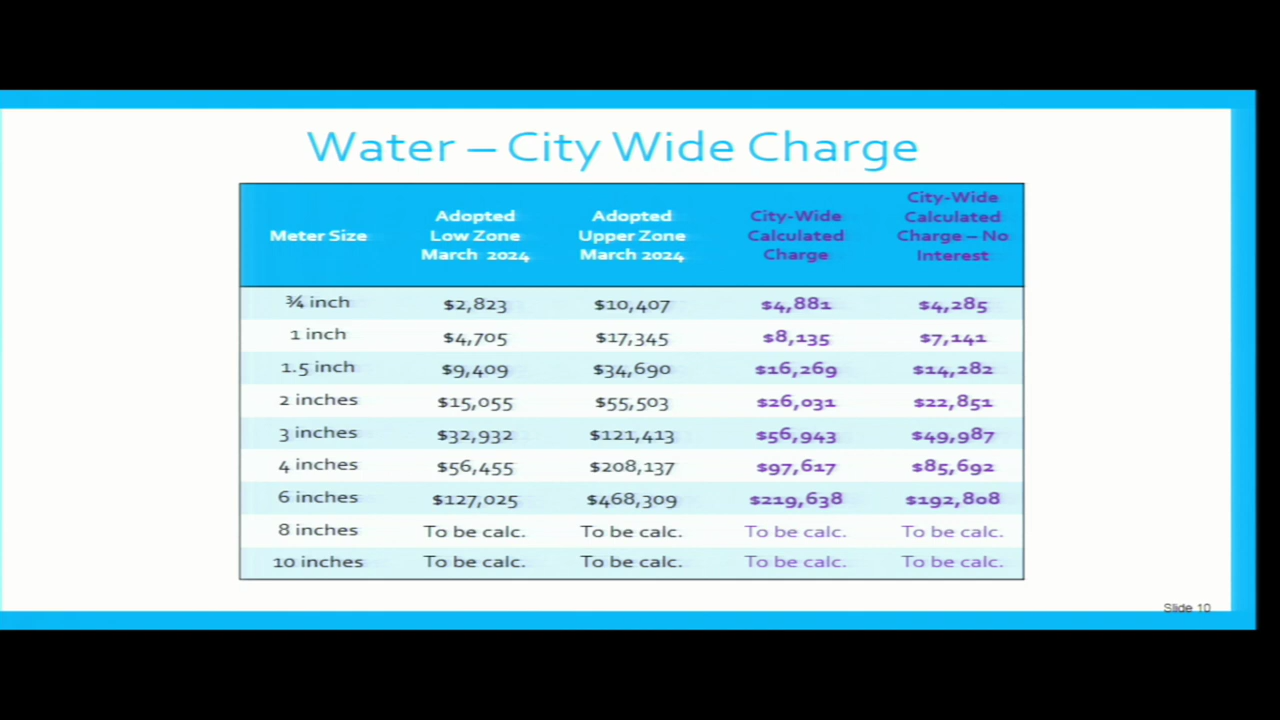 Water – City Wide Charge
Meter Size
Adopted
Low Zone
March 2024
Adopted
Upper Zone
March 2024
City-Wide
Calculated
Charge
City-Wide
Calculated
Charge – No
Interest
¾ inch $2,823 $10,407 $4,881 $4,285
1 inch $4,705 $17,345 $8,135 $7,141
1.5 inch $9,409 $34,690 $16,269 $14,282
2 inches $15,055 $55,503 $26,031 $22,851
3 inches $32,932 $121,413 $56,943 $49,987
4 inches $56,455 $208,137 $97,617 $85,692
6 inches $127,025 $468,309 $219,638 $192,808
8 inches To be calc. To be calc. To be calc. To be calc.
10 inches To be calc. To be calc. To be calc. To be calc.
Slide 10